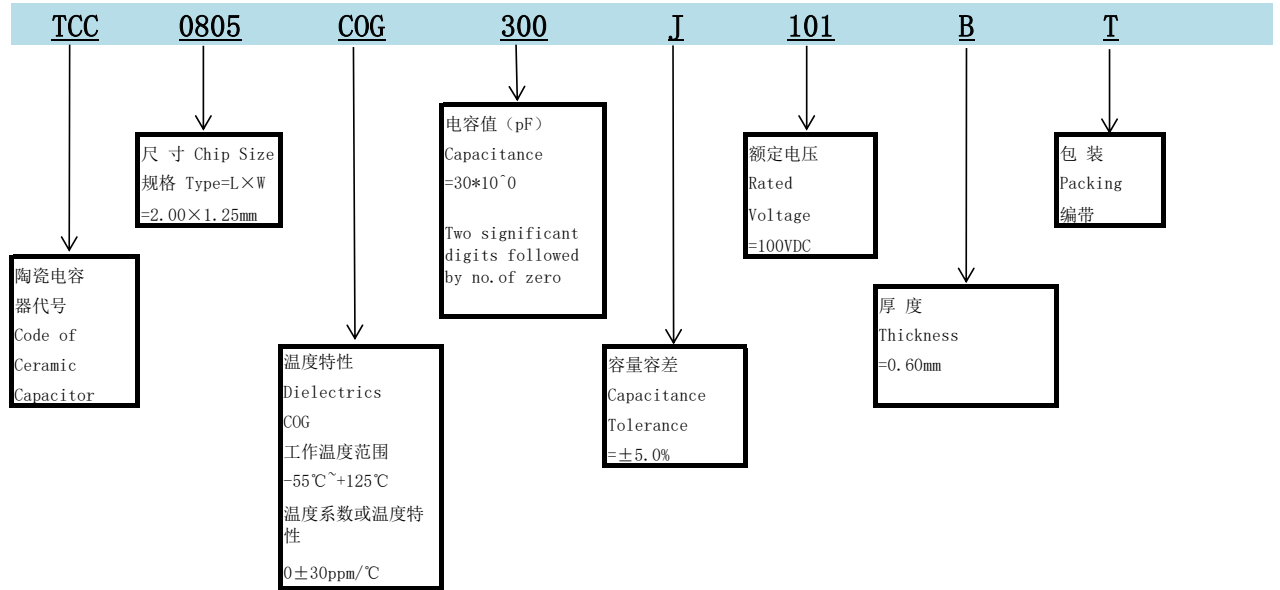 TCC 0805 COG 300 J 101 B T
陶瓷电容
器代号
Code of
Ceramic
Capacitor
尺 寸 Chip Size
规格 Type=L×W
=2.00×1.25mm
温度特性
Dielectrics
COG
工作温度范围
-55℃~+125℃
温度系数或温度特
性
0±30ppm/℃
电容值（pF）
Capacitance
=30*10^0
Two significant
digits followed
by no.of zero
容量容差
Capacitance
Tolerance
=±5.0%
额定电压
Rated
Voltage
=100VDC
厚 度
Thickness
=0.60mm
包 装
Packing
编带